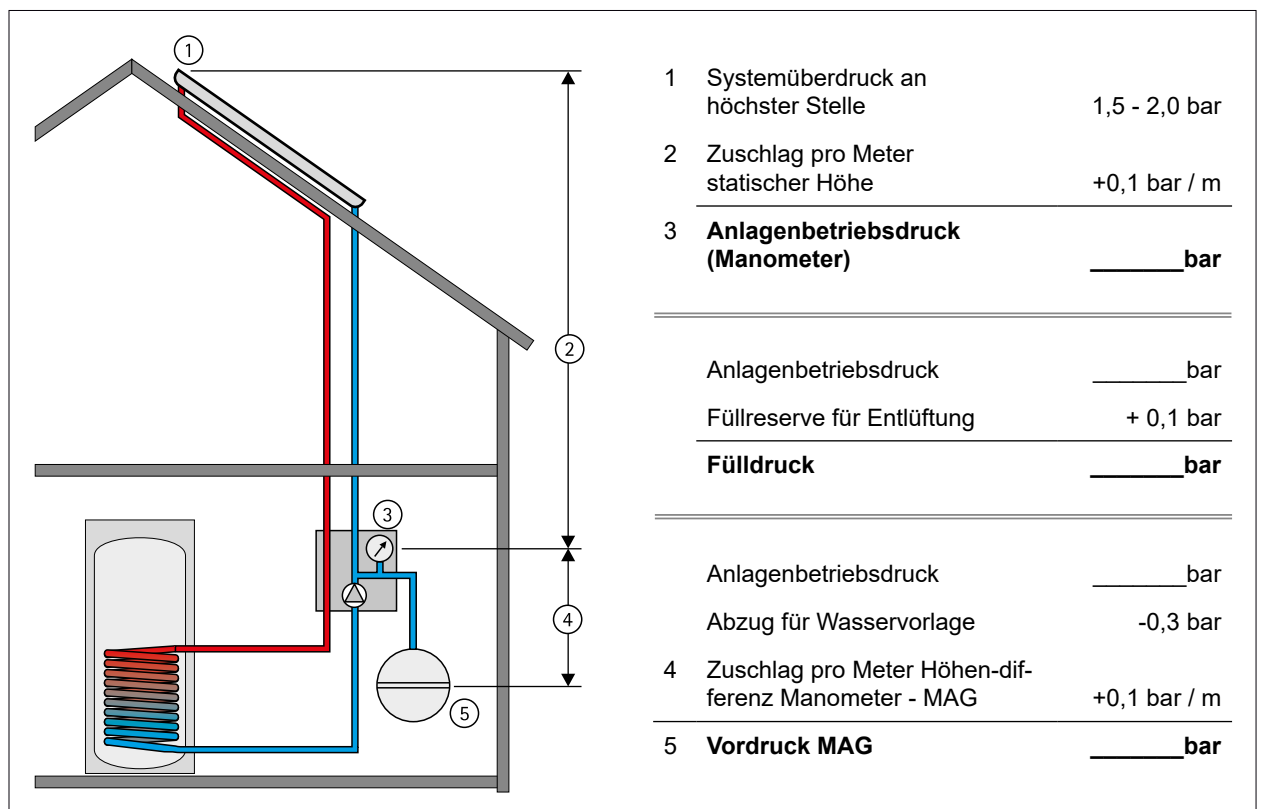 1
1 Systemüberdruck an
höchster Stelle 1,5 - 2,0 bar
2 Zuschlag pro Meter
statischer Höhe +0,1 bar / m
3 Anlagenbetriebsdruck
(Manometer) _______bar
2
Anlagenbetriebsdruck _______bar
Füllreserve für Entlüftung + 0,1 bar
Fülldruck _______bar
3
Anlagenbetriebsdruck _______bar
4
Abzug für Wasservorlage -0,3 bar
4 Zuschlag pro Meter Höhen-dif-
ferenz Manometer - MAG +0,1 bar / m
5
5 Vordruck MAG _______bar